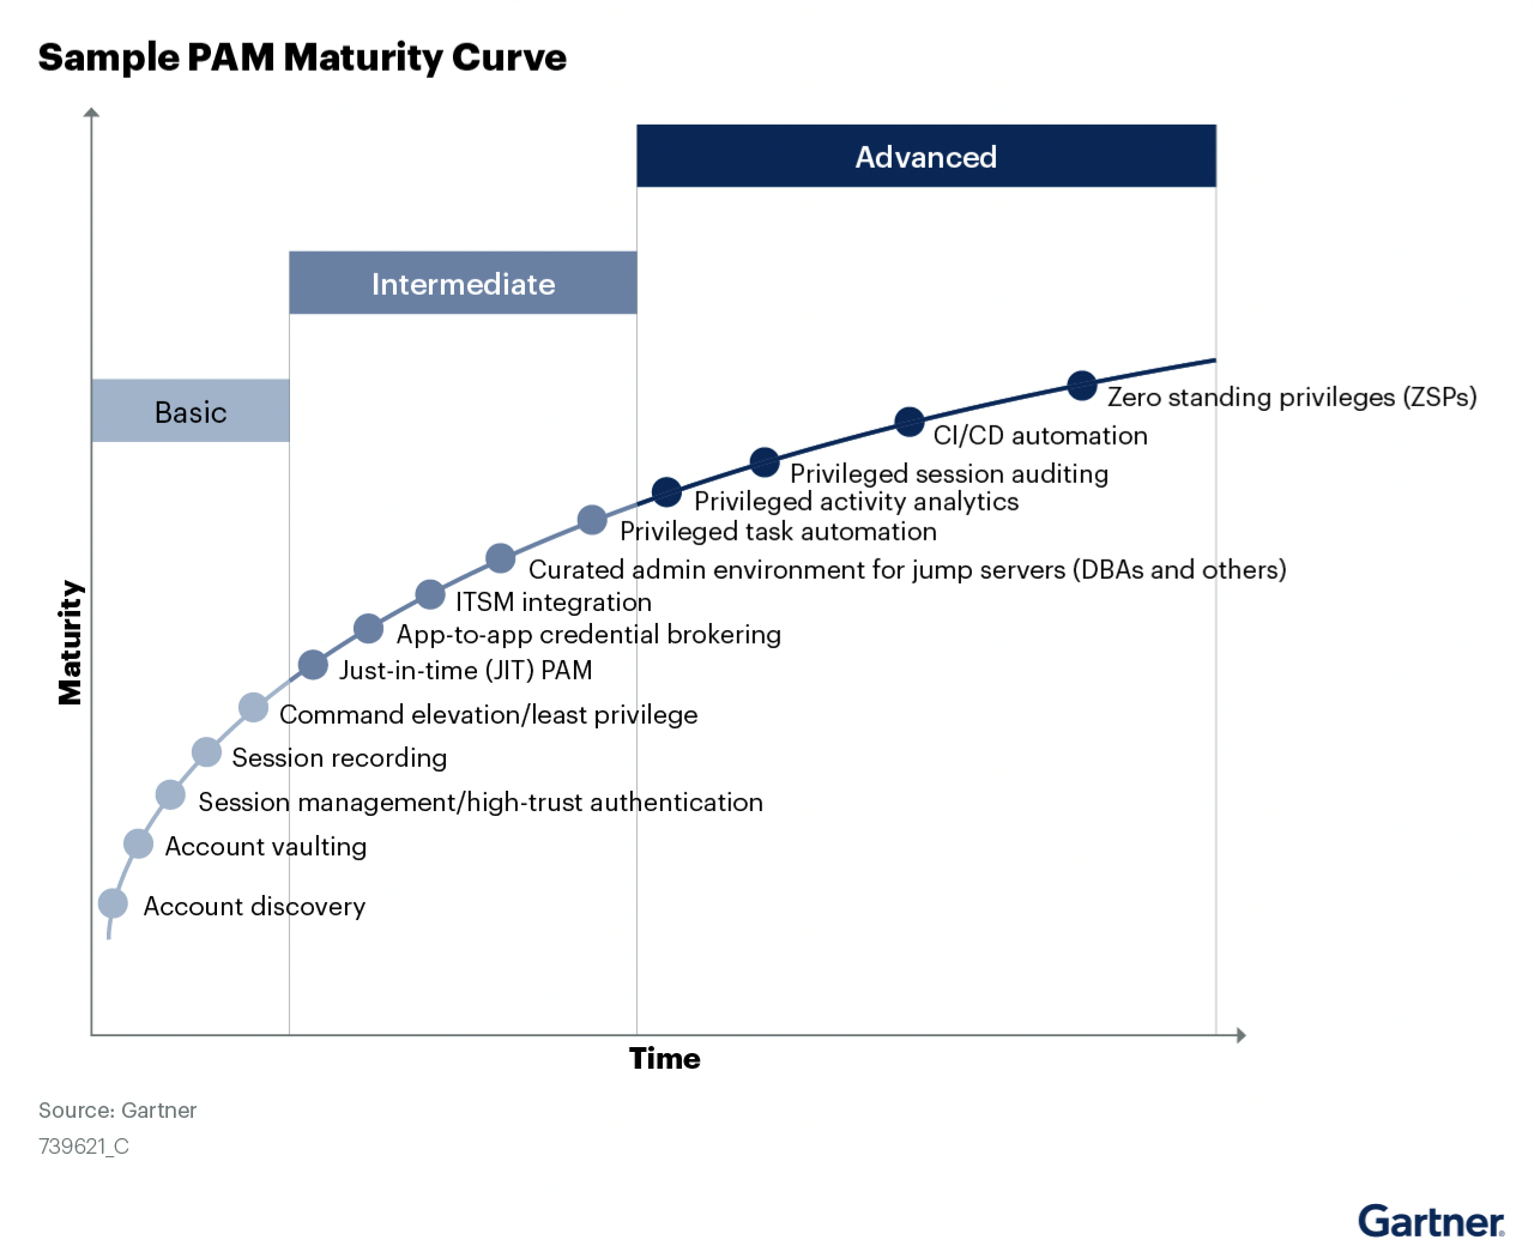 Sample PAM Maturity Curve
Advanced
Intermediate
Basic
Zero standing privileges (ZSPs)
CI/CD automation
Privileged session auditing
Privileged activity analytics
Privileged task automation
Curated admin environment for jump servers (DBAs and others)
ITSM integration
App-to-app credential brokering
Just-in-time (JIT) PAM
Command elevation/least privilege
Session recording
Session management/high-trust authentication
Account vaulting
Account discovery
Maturity
Time
Source: Gartner
739621_C
Gartner